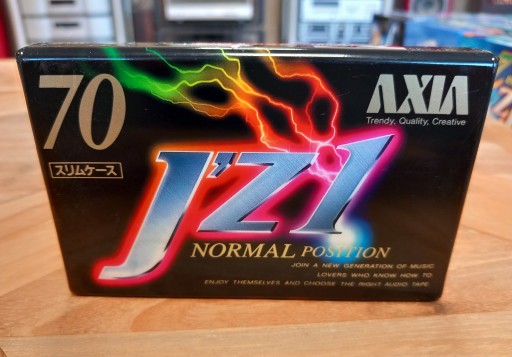 70
AXIA
Trendy, Quality, Creative
スリムケース
J'Z1
NORMAL POSITION
JOIN A NEW GENERATION OF MUSIC
LOVERS WHO KNOW HOW TO
ENJOY THEMSELVES AND CHOOSE THE RIGHT AUDIO TAPE.